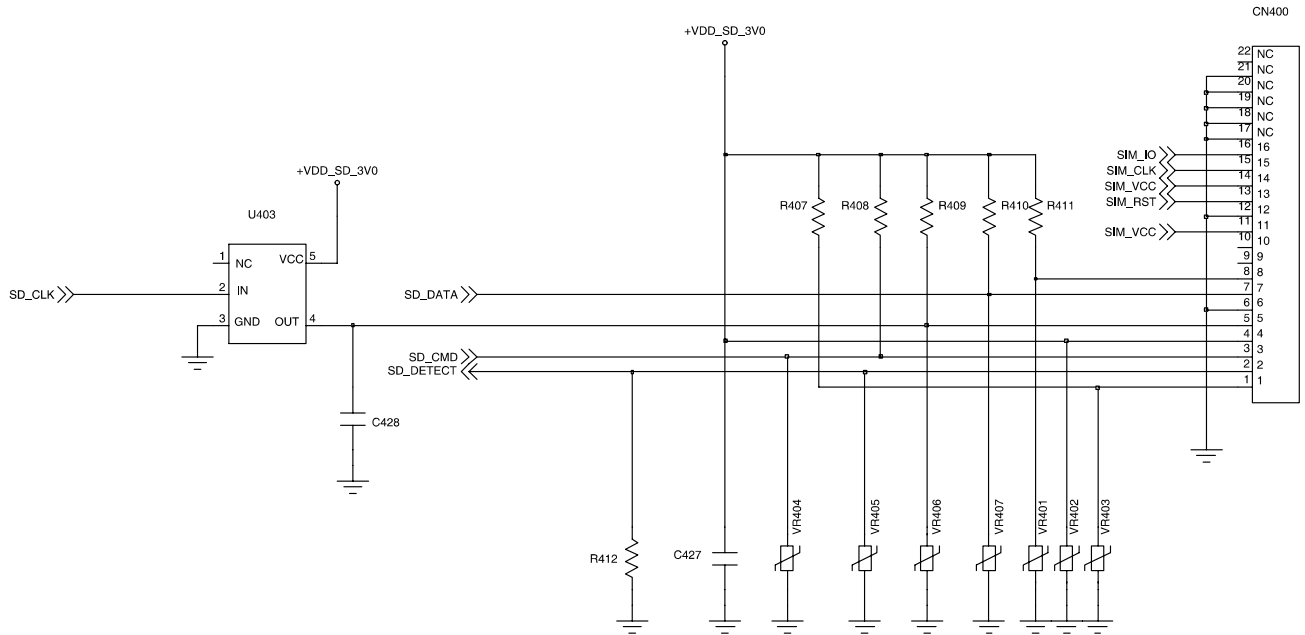 CN400
+VDD_SD_3V0
22 NC
21 NC
20 NC
19 NC
18 NC
17 NC
16 16
SIM_IO 15 15
SIM_CLK 14 14
SIM_VCC 13 13
SIM_RST 12 12
11 11
SIM_VCC 10 10
9 9
8 8
7 7
6 6
5 5
4 4
3 3
2 2
1 1
+VDD_SD_3V0
R407 R408 R409 R410 R411
U403
1 NC VCC 5
SD_CLK 2 IN
3 GND OUT 4
SD_DATA
SD_CMD
SD_DETECT
C428
R412
C427
VR404
VR405
VR406
VR407
VR401
VR402
VR403